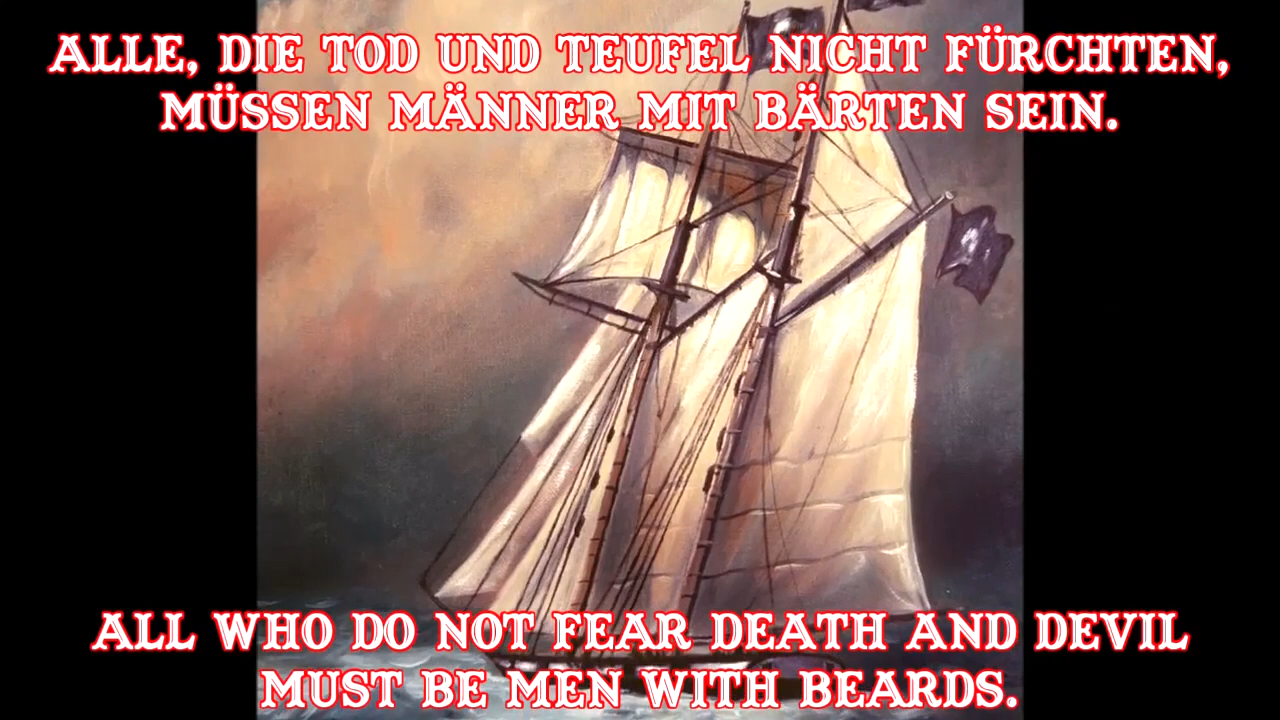 ALLE, DIE TOD UND TEUFEL NICHT FÜRCHTEN,
MÜSSEN MÄNNER MIT BÄRTEN SEIN.
ALL WHO DO NOT FEAR DEATH AND DEVIL
MUST BE MEN WITH BEARDS.